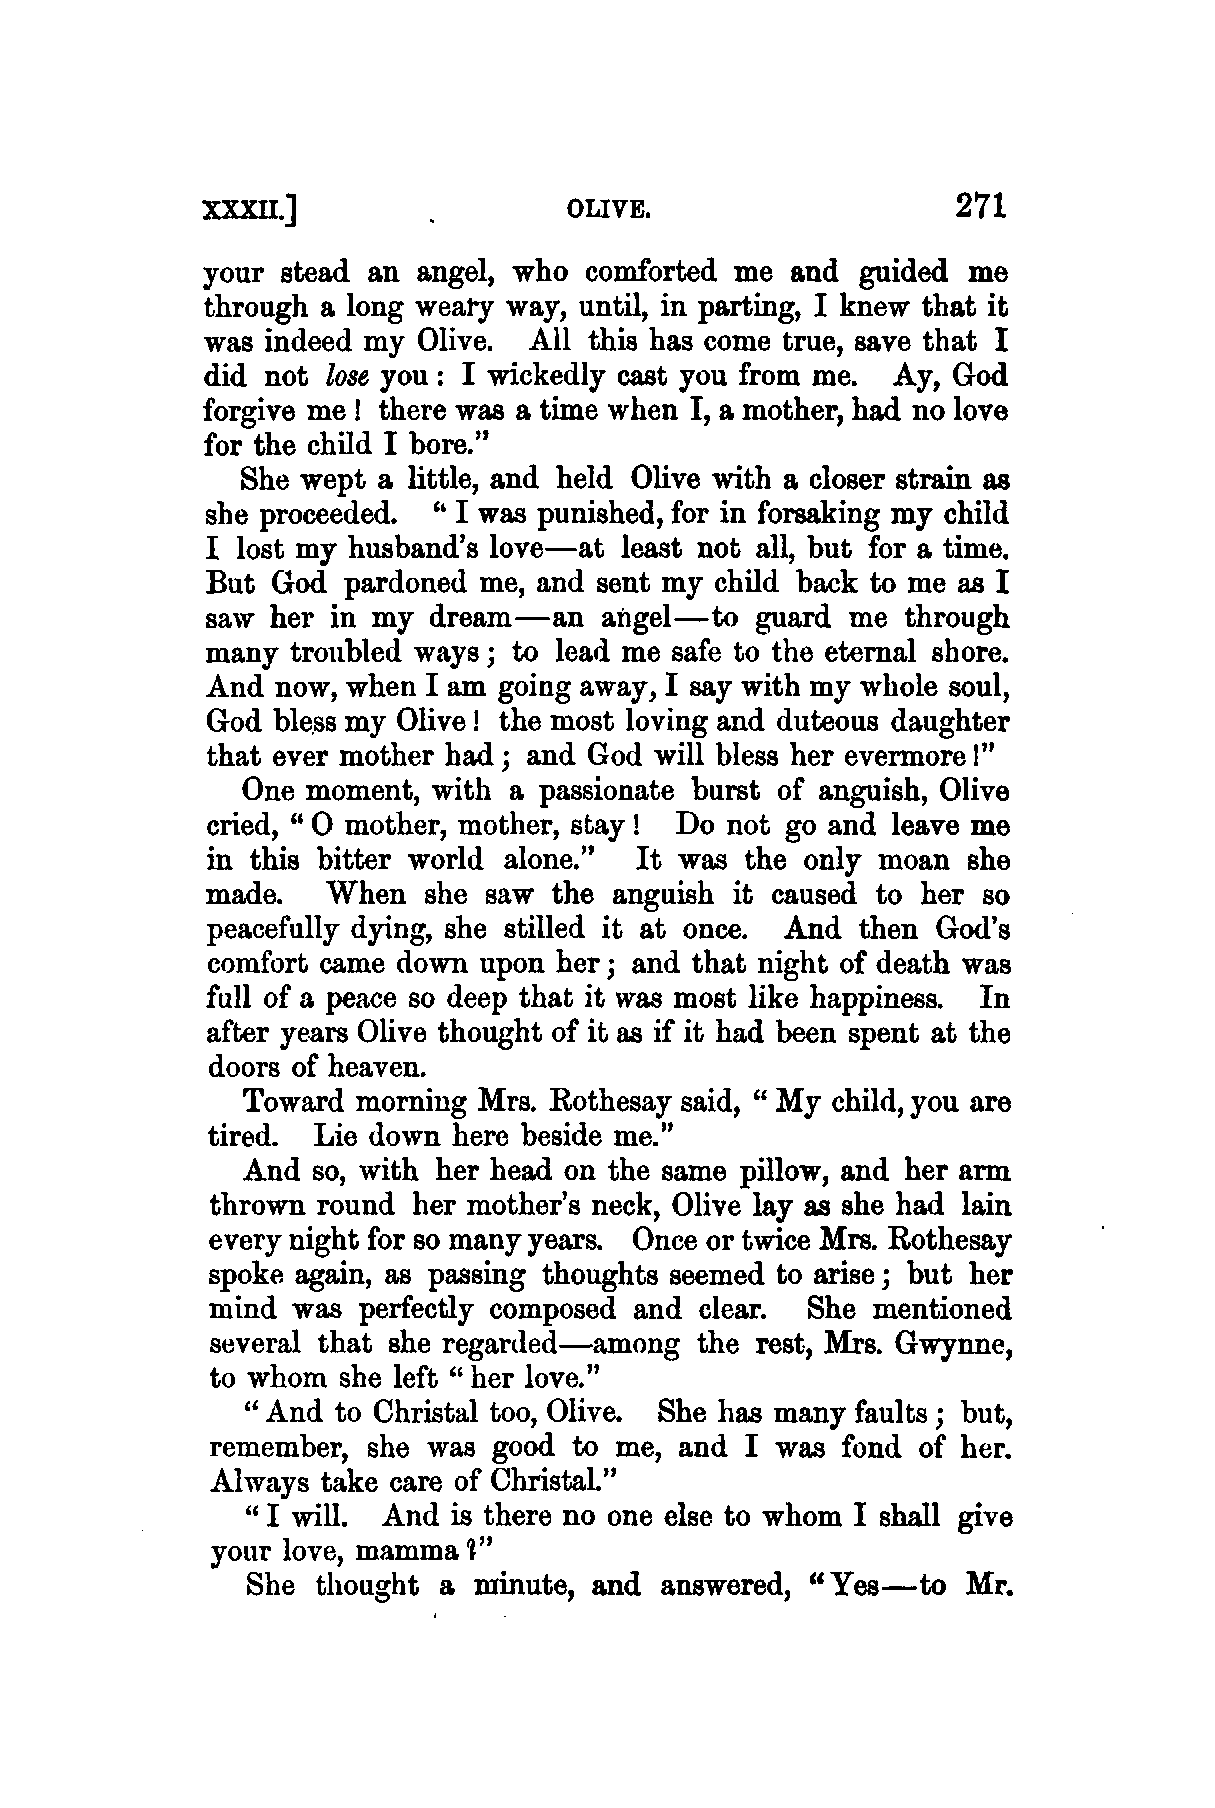 XXXII.] OLIVE. 271
your stead an angel, who comforted me and guided me
through a long weary way, until, in parting, I knew that it
was indeed my Olive. All this has come true, save that I
did not lose you : I wickedly cast you from me. Ay, God
forgive me ! there was a time when I, a mother, had no love
for the child I bore."
She wept a little, and held Olive with a closer strain as
she proceeded. " I was punished, for in forsaking my child
I lost my husband's love—at least not all, but for a time.
But God pardoned me, and sent my child back to me as I
saw her in my dream—an angel—to guard me through
many troubled ways ; to lead me safe to the eternal shore.
And now, when I am going away, I say with my whole soul,
God bless my Olive ! the most loving and duteous daughter
that ever mother had ; and God will bless her evermore !"
One moment, with a passionate burst of anguish, Olive
cried, " O mother, mother, stay ! Do not go and leave me
in this bitter world alone." It was the only moan she
made. When she saw the anguish it caused to her so
peacefully dying, she stilled it at once. And then God's
comfort came down upon her ; and that night of death was
full of a peace so deep that it was most like happiness. In
after years Olive thought of it as if it had been spent at the
doors of heaven.
Toward morning Mrs. Rothesay said, " My child, you are
tired. Lie down here beside me."
And so, with her head on the same pillow, and her arm
thrown round her mother's neck, Olive lay as she had lain
every night for so many years. Once or twice Mrs. Rothesay
spoke again, as passing thoughts seemed to arise ; but her
mind was perfectly composed and clear. She mentioned
several that she regarded—among the rest, Mrs. Gwynne,
to whom she left " her love."
" And to Christal too, Olive. She has many faults ; but,
remember, she was good to me, and I was fond of her.
Always take care of Christal."
" I will. And is there no one else to whom I shall give
your love, mamma ?"
She thought a minute, and answered, " Yes—to Mr.